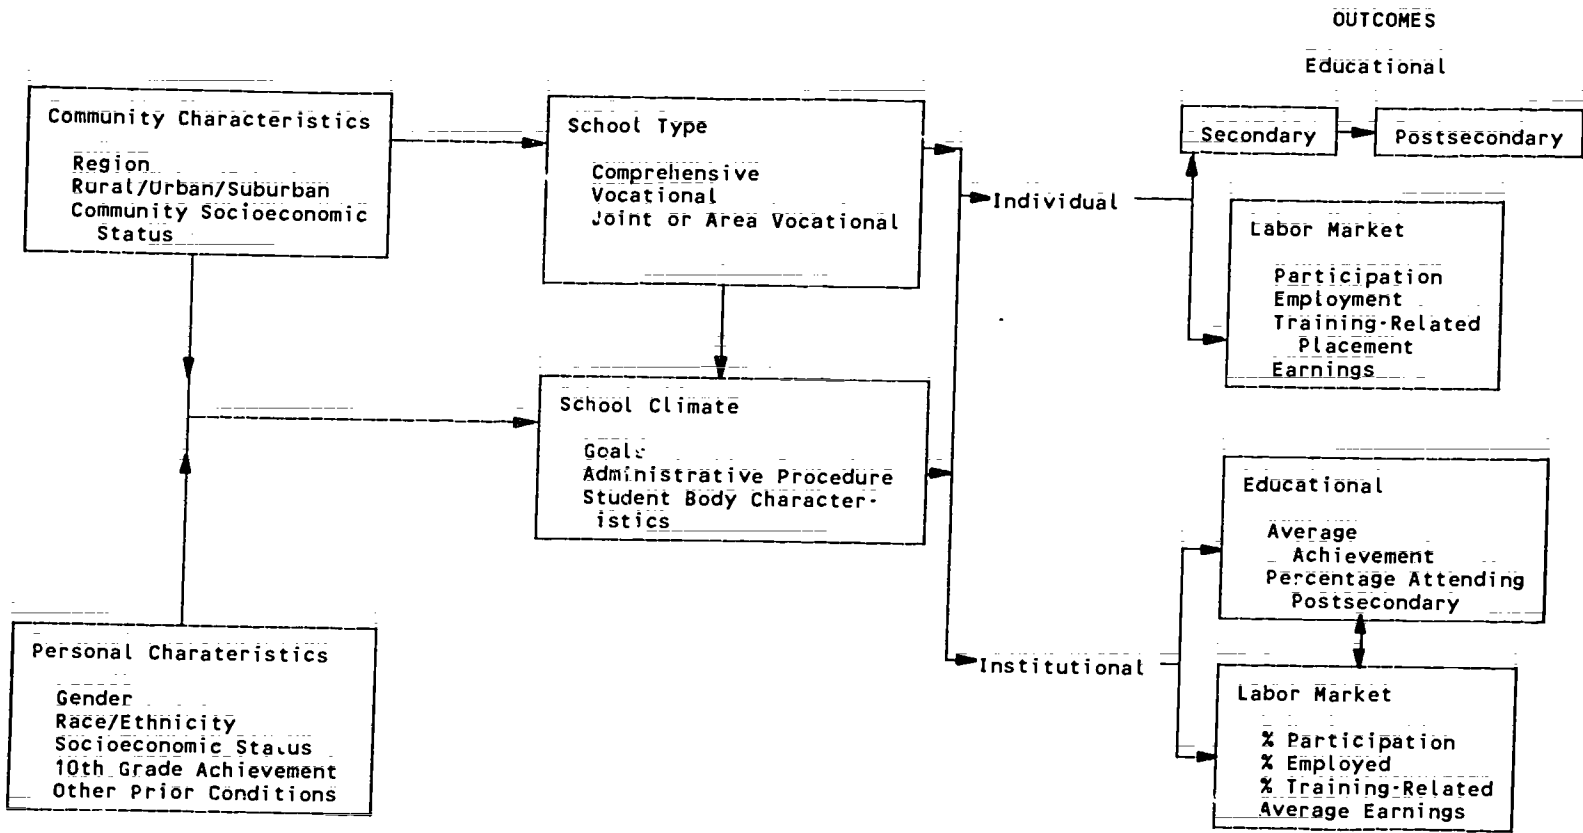 OUTCOMES
Educational
Community Characteristics
Region
Rural/Urban/Suburban
Community Socioeconomic
Status
School Type
Comprehensive
Vocational
Joint or Area Vocational
Secondary
Postsecondary
Individual
Labor Market
Participation
Employment
Training-Related
Placement
Earnings
School Climate
Goals
Administrative Procedure
Student Body Character-
istics
Educational
Average
Achievement
Percentage Attending
Postsecondary
Personal Charateristics
Gender
Race/Ethnicity
Socioeconomic Status
10th Grade Achievement
Other Prior Conditions
Institutional
Labor Market
% Participation
% Employed
% Training-Related
Average Earnings